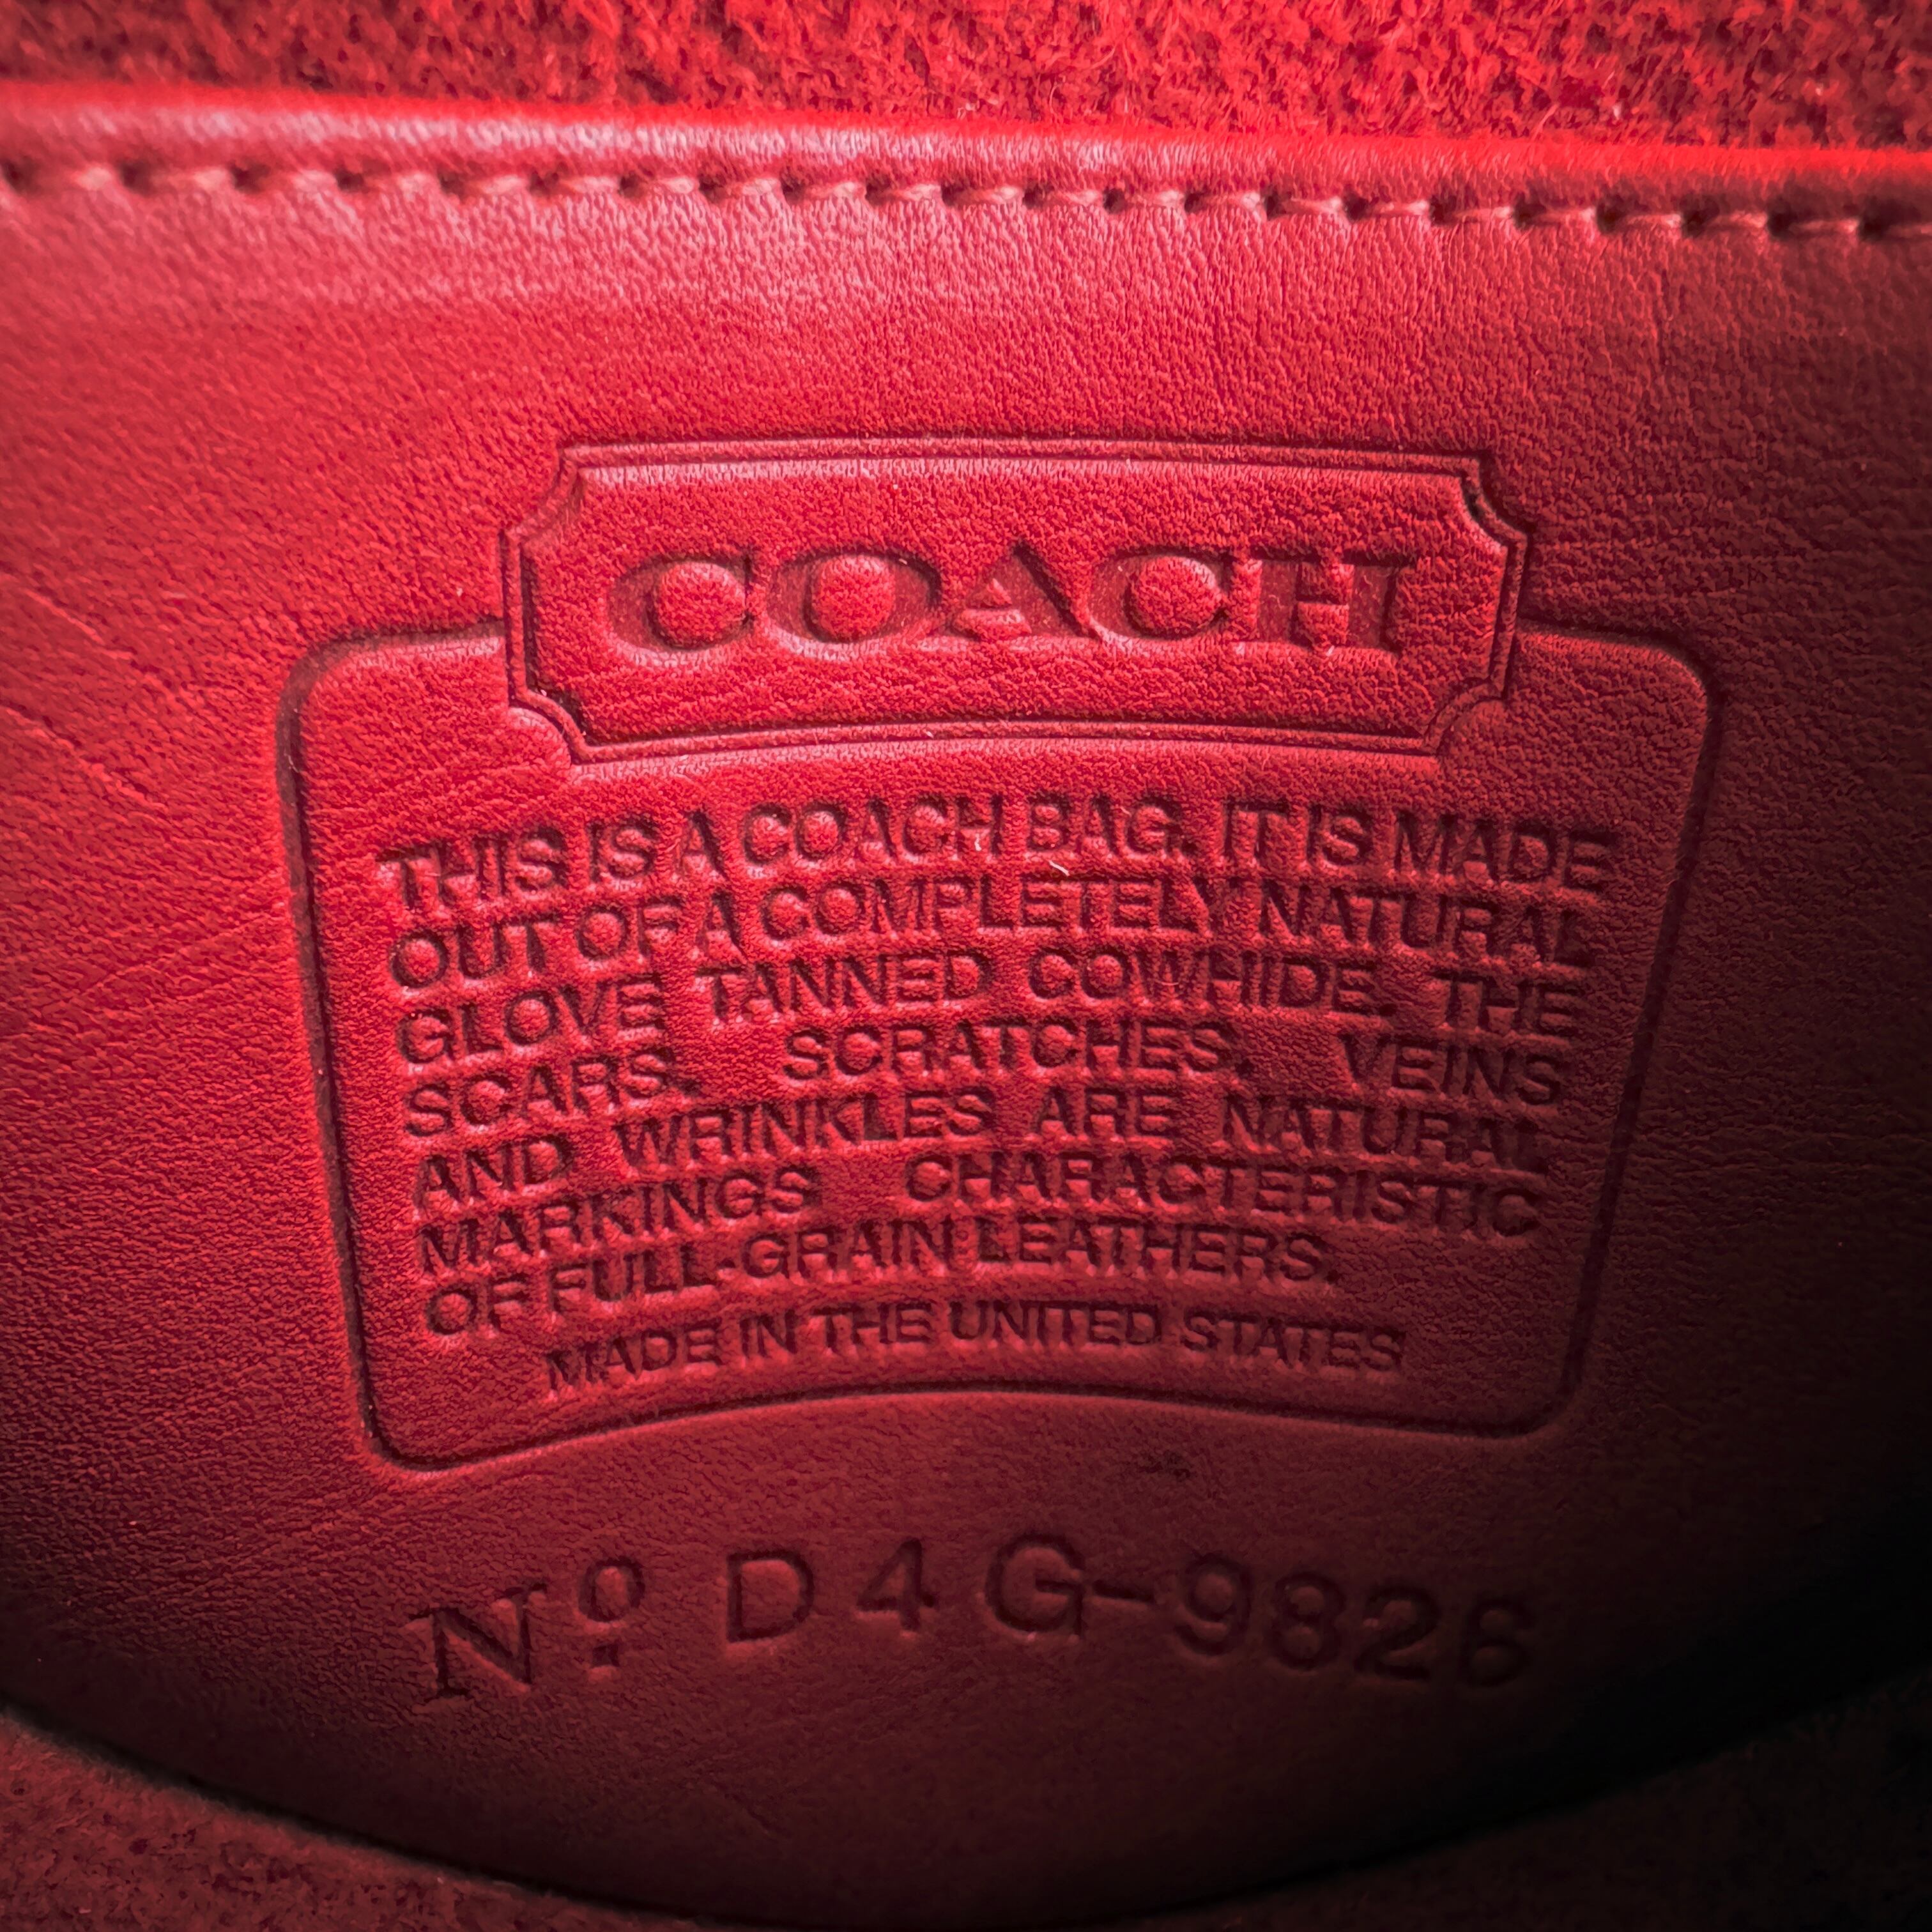 COACH
THIS IS A COACH BAG. IT IS MADE
OUT OF A COMPLETELY NATURAL
GLOVE TANNED COWHIDE. THE
SCARS, SCRATCHES, VEINS
AND WRINKLES ARE NATURAL
MARKINGS CHARACTERISTIC
OF FULL-GRAIN LEATHERS.
MADE IN THE UNITED STATES
Nº D4G-9826